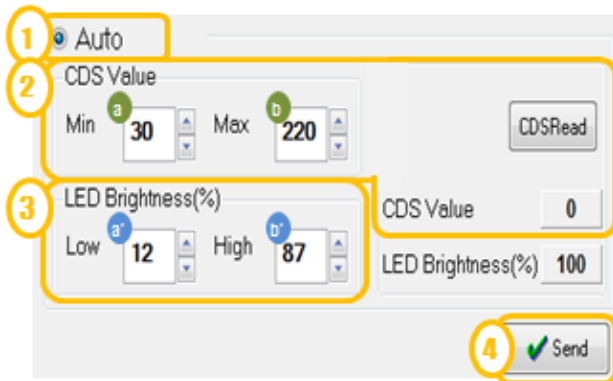 1 Auto
2 CDS Value
a b
Min 30 Max 220 CDSRead
3 LED Brightness(%) CDS Value 0
a' b'
Low 12 High 87 LED Brightness(%) 100
4 Send